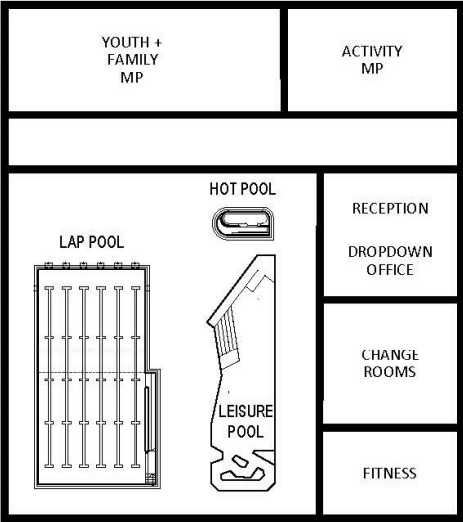 YOUTH +
FAMILY
MP
ACTIVITY
MP
HOT POOL
LAP POOL
RECEPTION
DROPDOWN
OFFICE
CHANGE
ROOMS
LEISURE
POOL
FITNESS